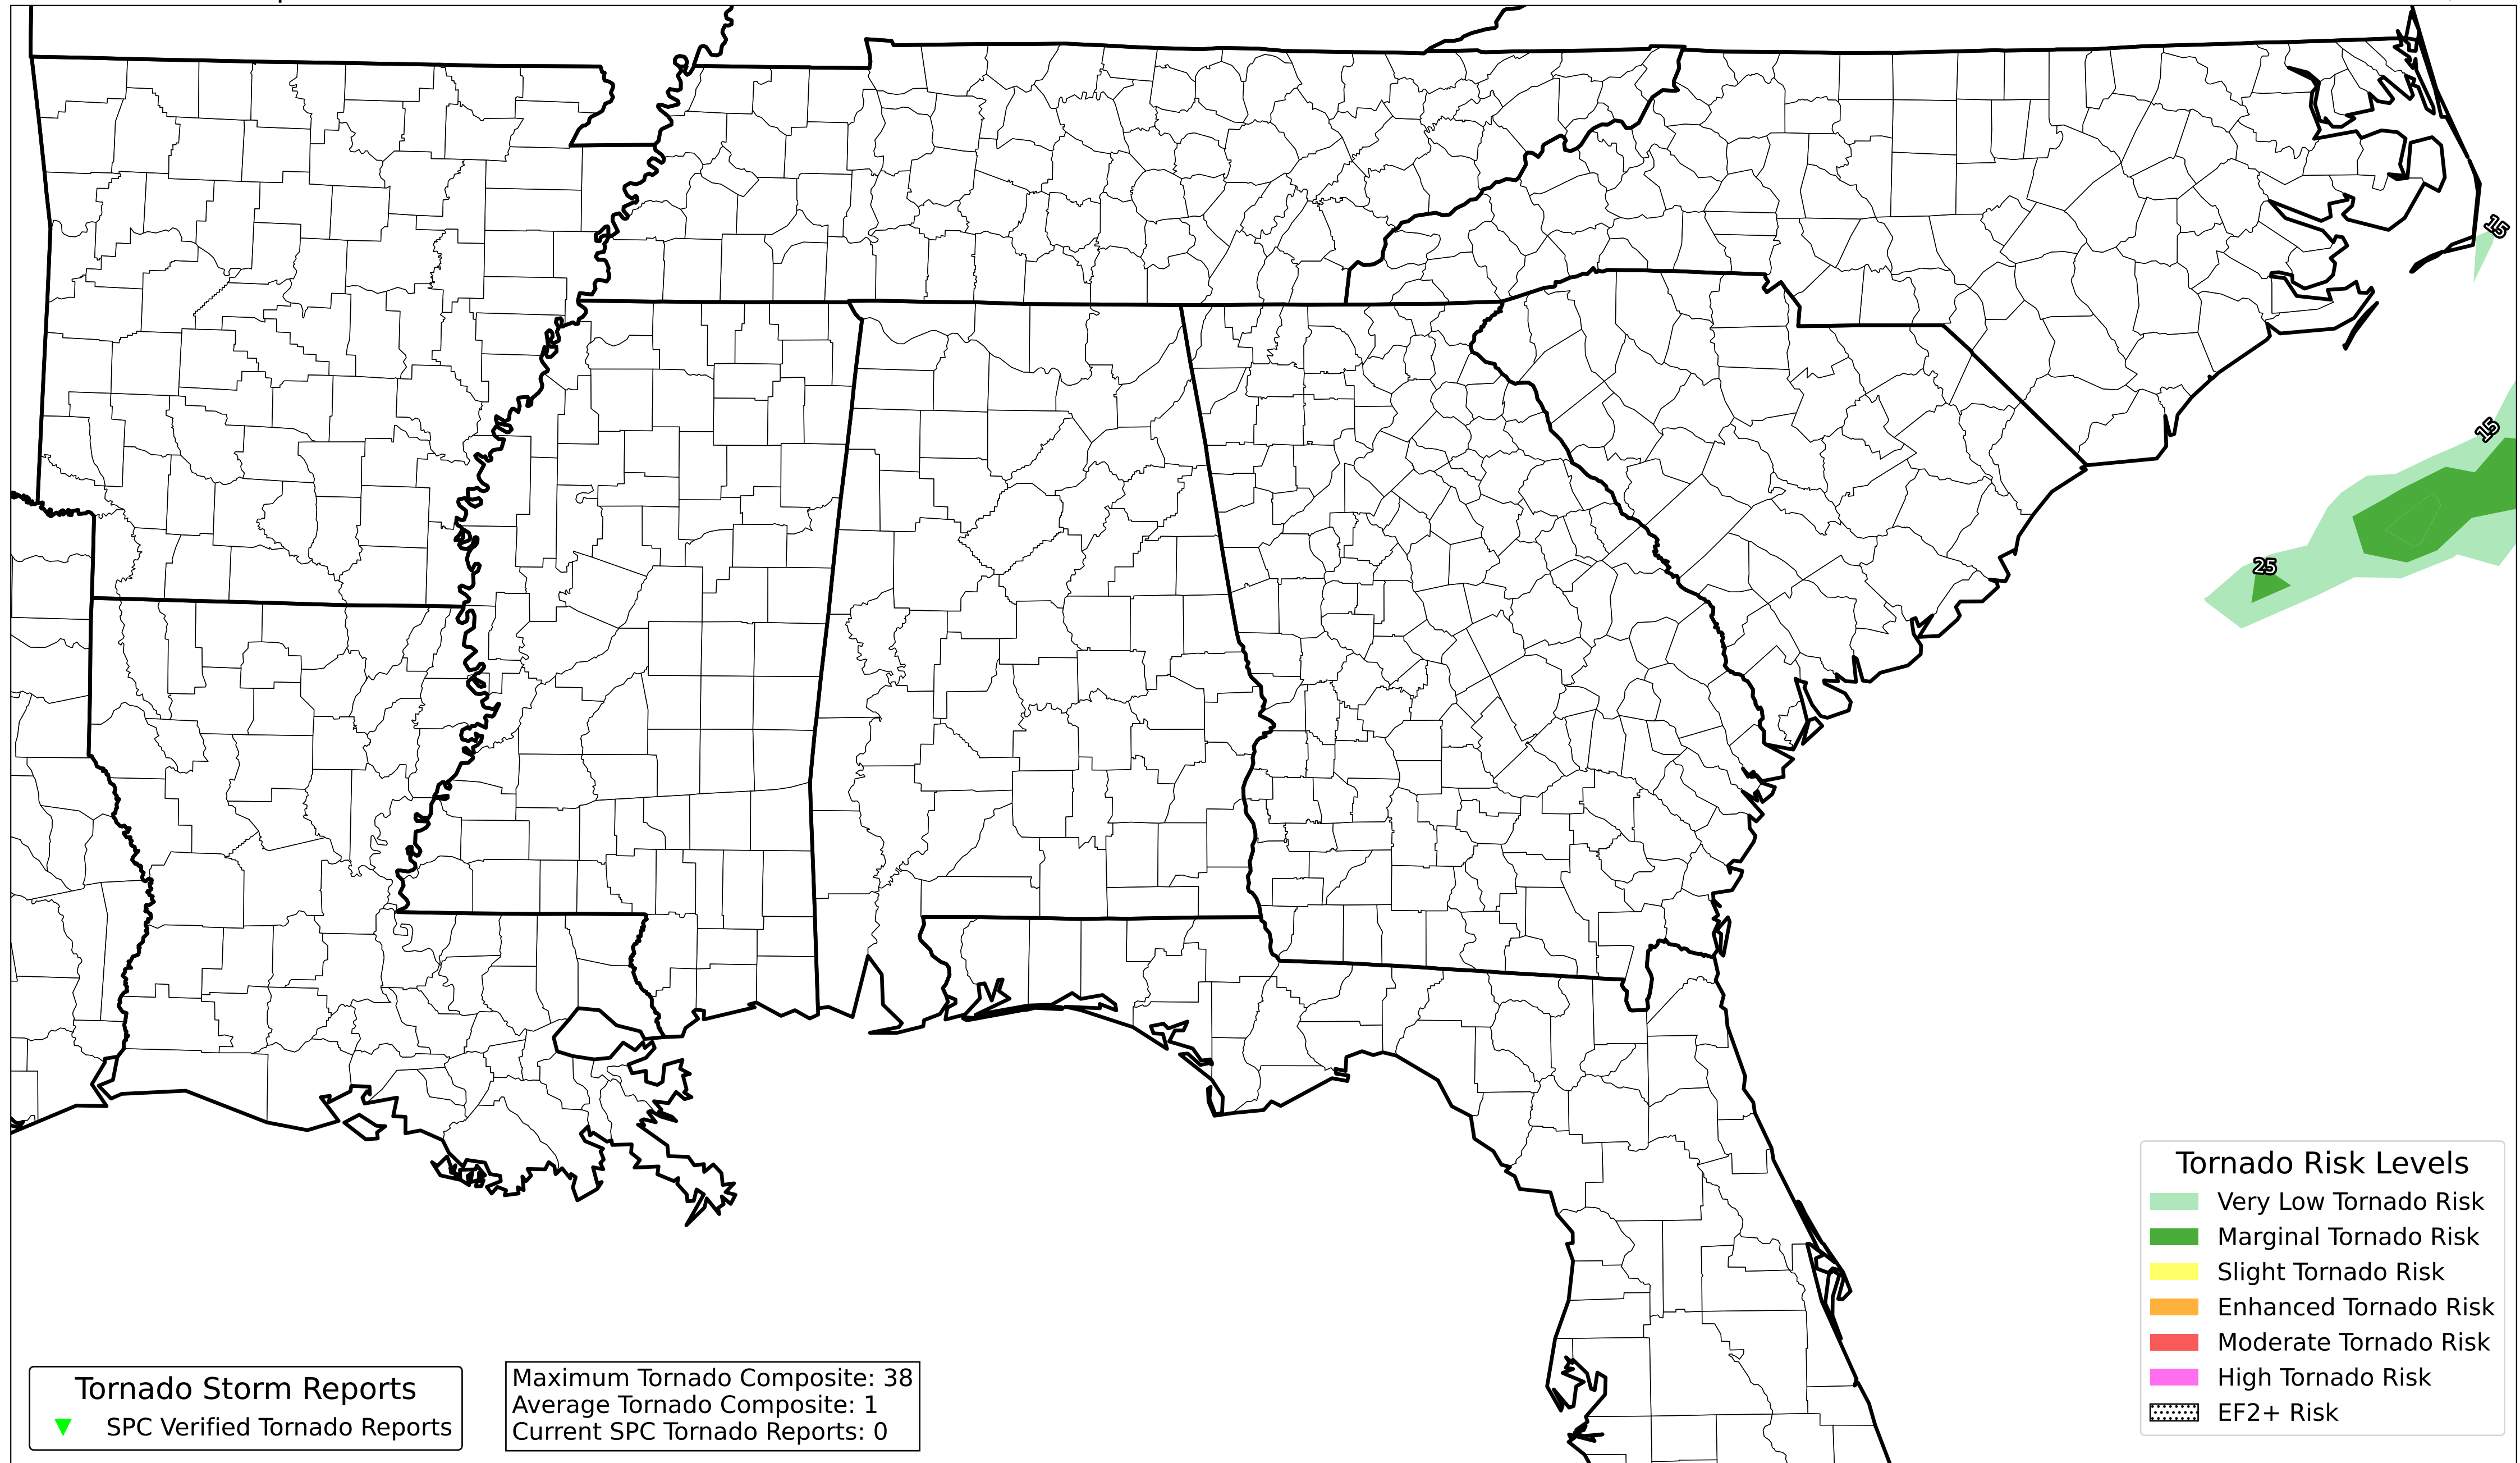 15
15
25
Tornado Risk Levels
Very Low Tornado Risk
Marginal Tornado Risk
Slight Tornado Risk
Enhanced Tornado Risk
Moderate Tornado Risk
High Tornado Risk
EF2+ Risk
Tornado Storm Reports
SPC Verified Tornado Reports
Maximum Tornado Composite: 38
Average Tornado Composite: 1
Current SPC Tornado Reports: 0